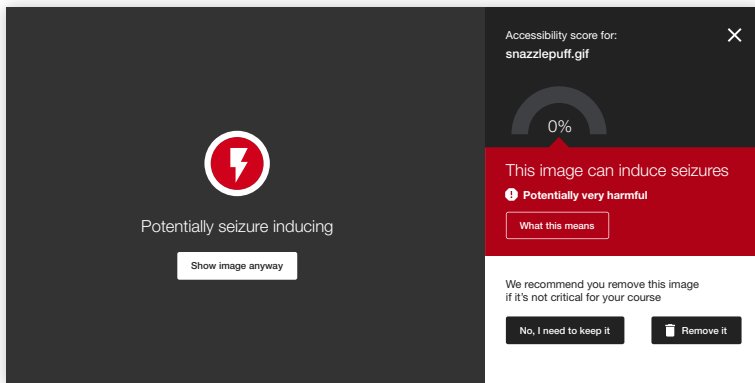 Potentially seizure inducing
Show image anyway
Accessibility score for:
snazzlepuff.gif
0%
This image can induce seizures
Potentially very harmful
What this means
We recommend you remove this image
if it's not critical for your course
No, I need to keep it
Remove it